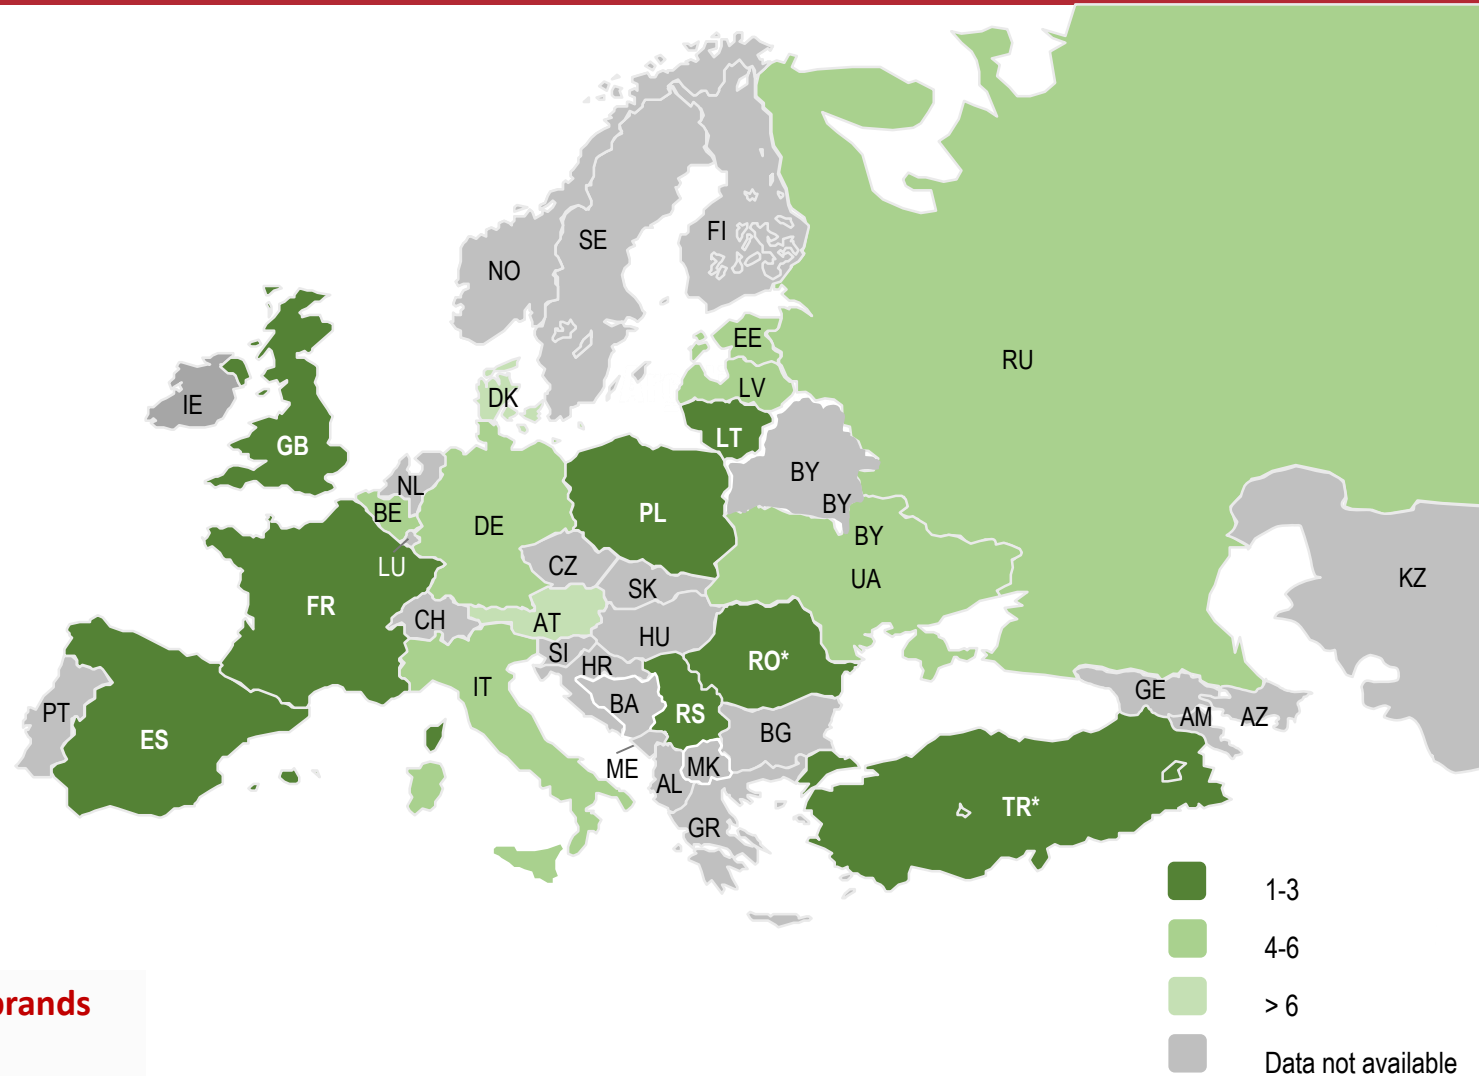 FI
SE
NO
EE
RU
LV
DK
IE
LT
GB
BY
NL
BY
BE
PL
DE
BY
LU
CZ
UA
KZ
SK
FR
CH
AT
HU
SI
HR
RO*
IT
GE
BA
PT
RS
AM
AZ
ES
BG
ME
MK
AL
TR*
GR
1-3
4-6
> 6
Data not available
brands